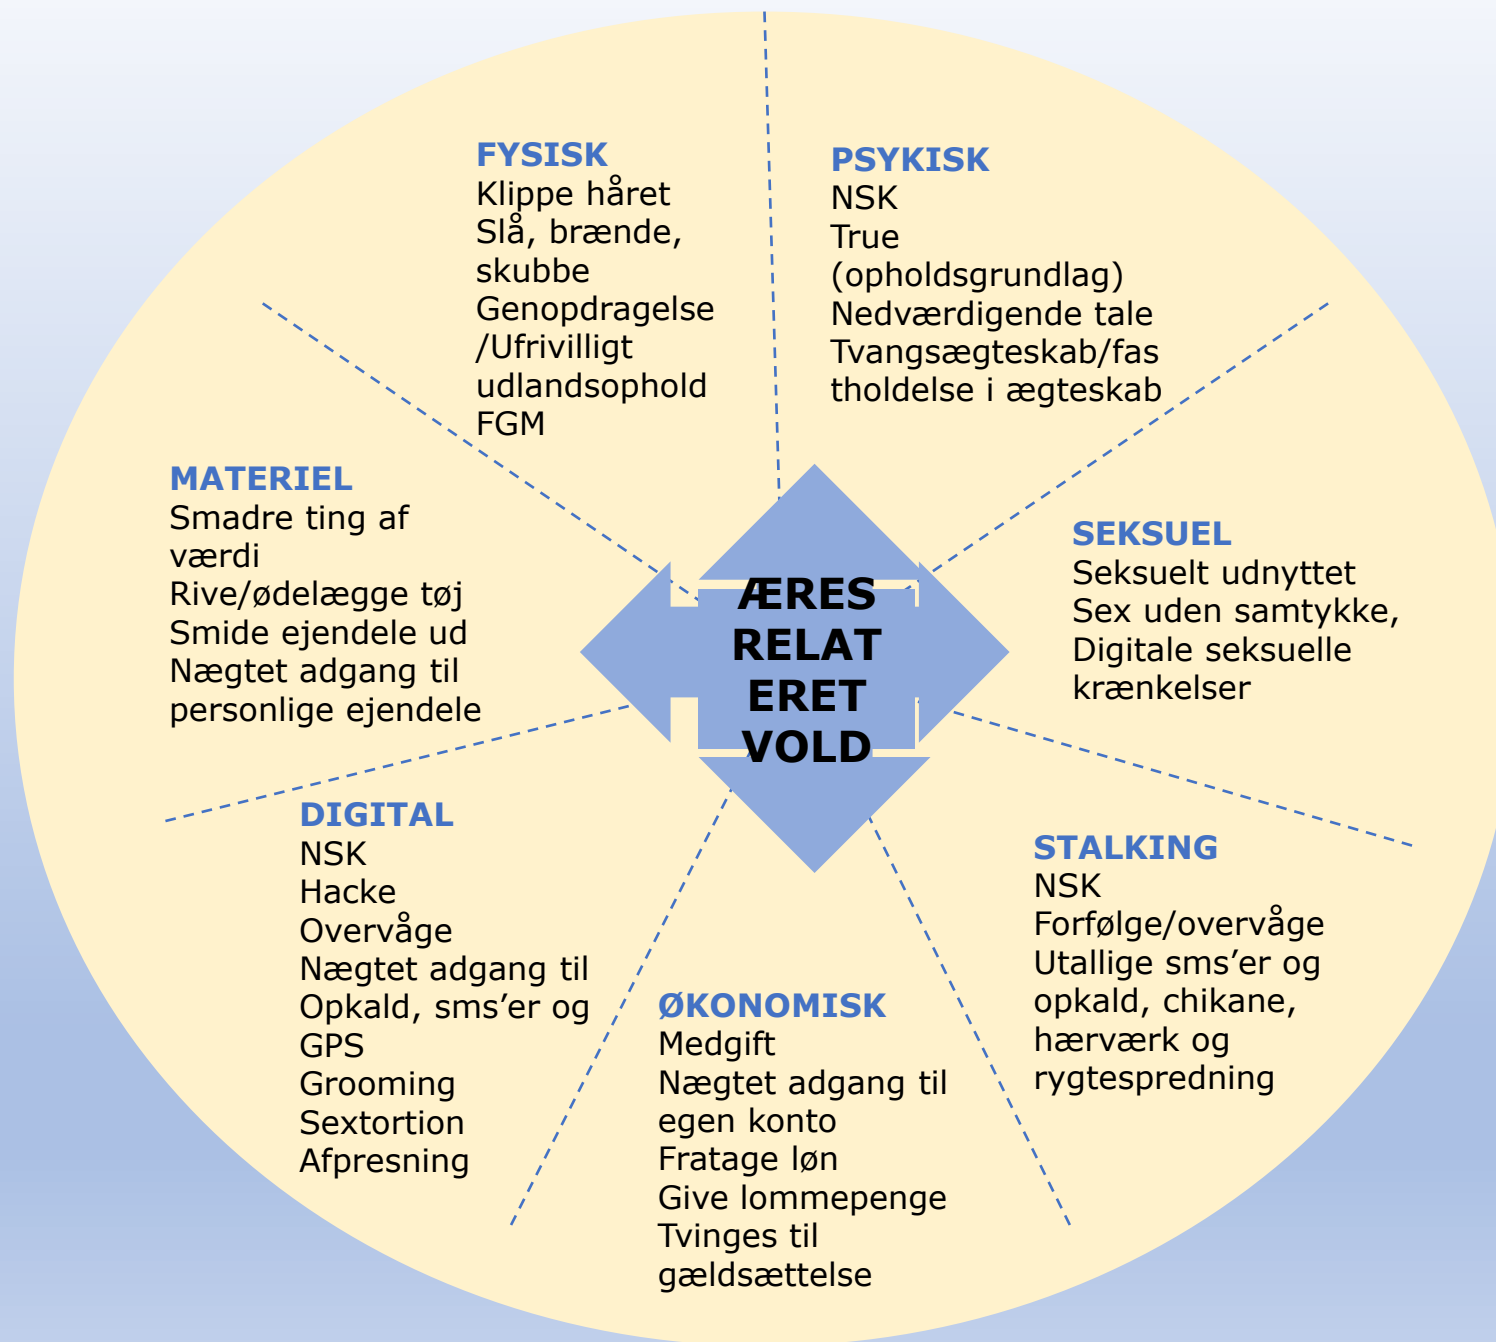 FYSISK
Klippe håret
Slå, brænde,
skubbe
Genopdragelse
/Ufrivilligt
udlandsophold
FGM
PSYKISK
NSK
True
(opholdsgrundlag)
Nedværdigende tale
Tvangsægteskab/fas
tholdelse i ægteskab
MATERIEL
Smadre ting af
værdi
Rive/ødelægge tøj
Smide ejendele ud
Nægtet adgang til
personlige ejendele
ÆRES
RELAT
ERET
VOLD
SEKSUEL
Seksuelt udnyttet
Sex uden samtykke,
Digitale seksuelle
krænkelser
DIGITAL
NSK
Hacke
Overvåge
Nægtet adgang til
Opkald, sms’er og
GPS
Grooming
Sextortion
Afpresning
ØKONOMISK
Medgift
Nægtet adgang til
egen konto
Fratage løn
Give lommepenge
Tvinges til
gældsættelse
STALKING
NSK
Forfølge/overvåge
Utallige sms’er og
opkald, chikane,
hærværk og
rygtespredning